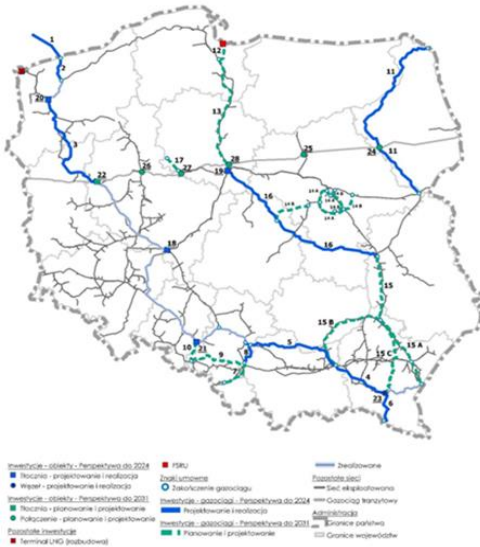 1
2
12
11
20
13
3
11
24
25
17
26
28
22
27
19
16
14 A
14 B
16
18
15
15 B
10
21
5
15 A
8
9
15 C
7
4
23
6
Inwestycje - obiekty - Perspektywa do 2024
Tłocznia - projektowanie i realizacja
Węzeł - projektowanie i realizacja
Inwestycje - obiekty - Perspektywa do 2031
Tłocznia - planowanie i projektowanie
Połączenie - planowanie i projektowanie
Pozostałe inwestycje
Terminal LNG (rozbudowa)
FSRU
Znaki umowne
Zakończenie gazociągu
Inwestycje - gazociągi - Perspektywa do 2024
Projektowanie i realizacja
Inwestycje - gazociągi - Perspektywa do 2031
Planowanie i projektowanie
Zrealizowane
Pozostałe sieci
Sieć eksploatowana
Gazociąg tranzytowy
Administracja
Granice państwa
Granice województw